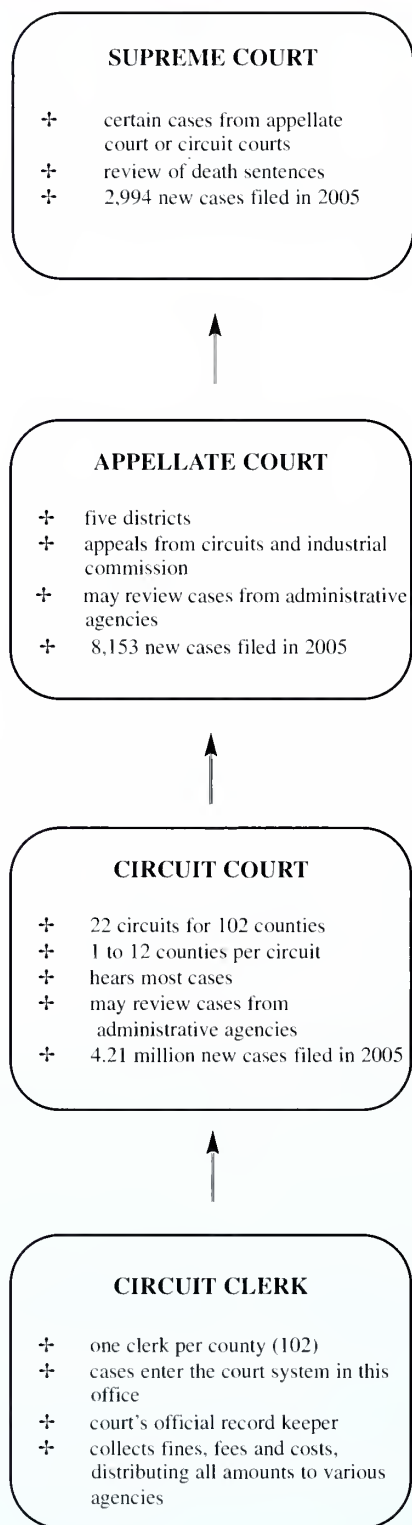 SUPREME COURT
✢ certain cases from appellate
court or circuit courts
✢ review of death sentences
✢ 2,994 new cases filed in 2005
APPELLATE COURT
✢ five districts
✢ appeals from circuits and industrial
commission
✢ may review cases from administrative
agencies
✢ 8,153 new cases filed in 2005
CIRCUIT COURT
✢ 22 circuits for 102 counties
✢ 1 to 12 counties per circuit
✢ hears most cases
✢ may review cases from
administrative agencies
✢ 4.21 million new cases filed in 2005
CIRCUIT CLERK
✢ one clerk per county (102)
✢ cases enter the court system in this
office
✢ court's official record keeper
✢ collects fines, fees and costs,
distributing all amounts to various
agencies